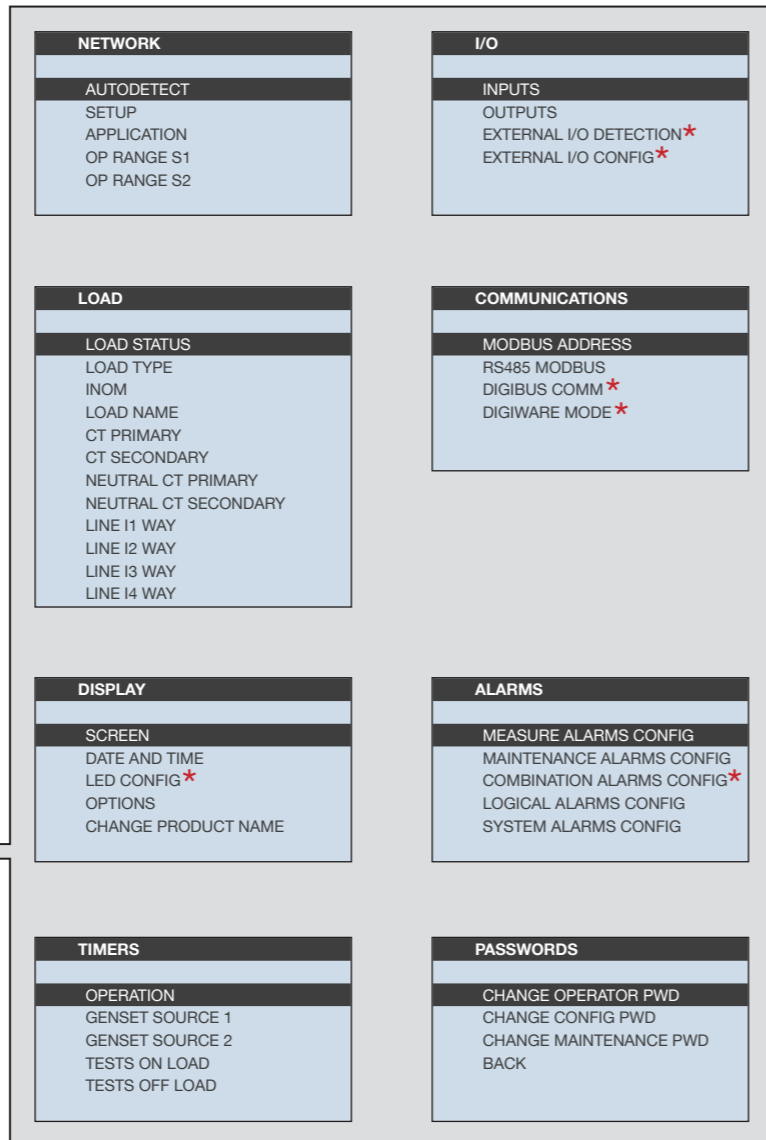 NETWORK
AUTODETECT
SETUP
APPLICATION
OP RANGE S1
OP RANGE S2
I/O
INPUTS
OUTPUTS
EXTERNAL I/O DETECTION*
EXTERNAL I/O CONFIG*
LOAD
LOAD STATUS
LOAD TYPE
INOM
LOAD NAME
CT PRIMARY
CT SECONDARY
NEUTRAL CT PRIMARY
NEUTRAL CT SECONDARY
LINE I1 WAY
LINE I2 WAY
LINE I3 WAY
LINE I4 WAY
COMMUNICATIONS
MODBUS ADDRESS
RS485 MODBUS
DIGIBUS COMM*
DIGIWARE MODE*
DISPLAY
SCREEN
DATE AND TIME
LED CONFIG*
OPTIONS
CHANGE PRODUCT NAME
ALARMS
MEASURE ALARMS CONFIG
MAINTENANCE ALARMS CONFIG
COMBINATION ALARMS CONFIG*
LOGICAL ALARMS CONFIG
SYSTEM ALARMS CONFIG
TIMERS
OPERATION
GENSET SOURCE 1
GENSET SOURCE 2
TESTS ON LOAD
TESTS OFF LOAD
PASSWORDS
CHANGE OPERATOR PWD
CHANGE CONFIG PWD
CHANGE MAINTENANCE PWD
BACK